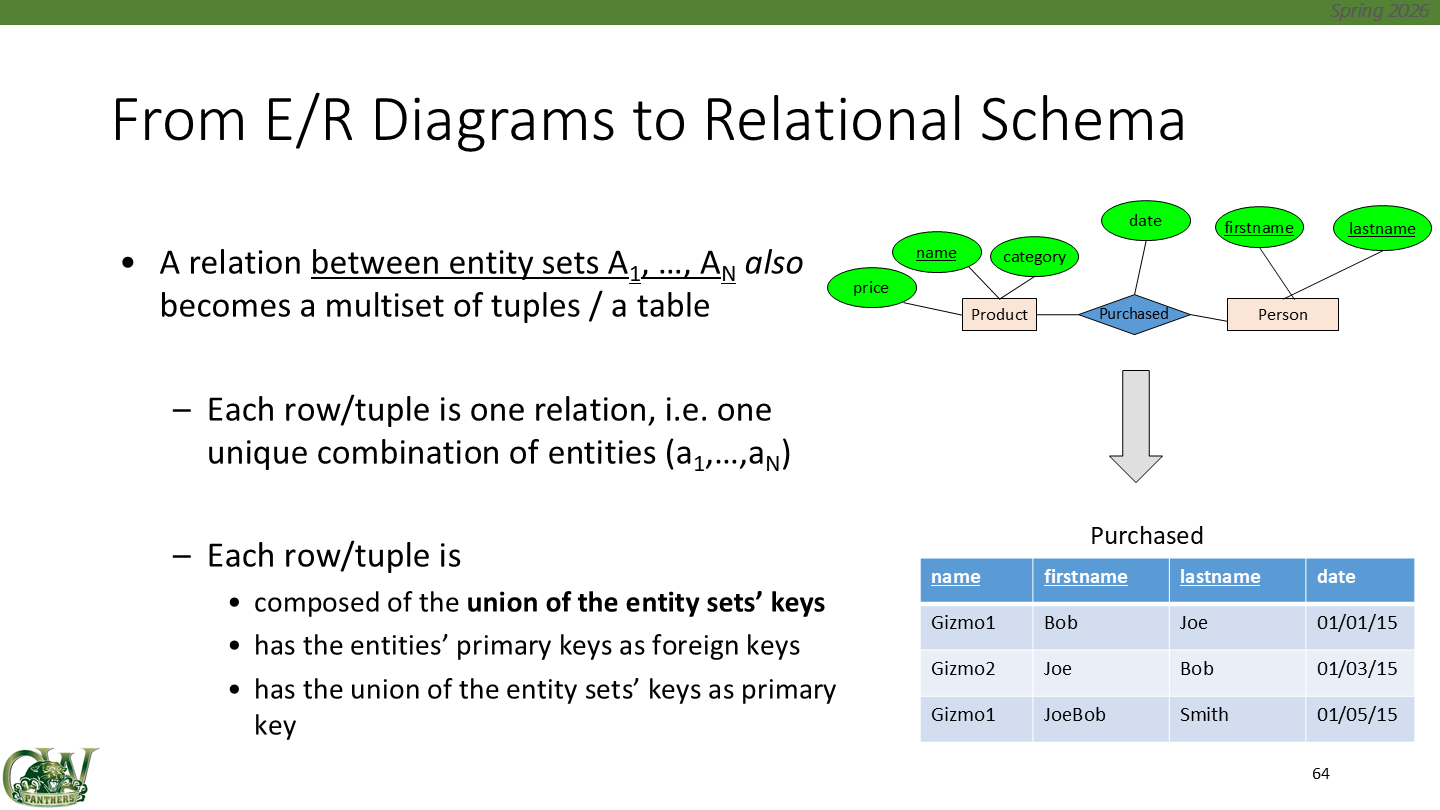 Spring 2026
From E/R Diagrams to Relational Schema
• A relation between entity sets A1, …, AN also
becomes a multiset of tuples / a table
– Each row/tuple is one relation, i.e. one
unique combination of entities (a1,…,aN)
– Each row/tuple is
• composed of the union of the entity sets’ keys
• has the entities’ primary keys as foreign keys
• has the union of the entity sets’ keys as primary
key
date
firstname
lastname
name
category
price
Product
Purchased
Person
Purchased
name firstname lastname date
Gizmo1 Bob Joe 01/01/15
Gizmo2 Joe Bob 01/03/15
Gizmo1 JoeBob Smith 01/05/15
OW
PANTHERS
64